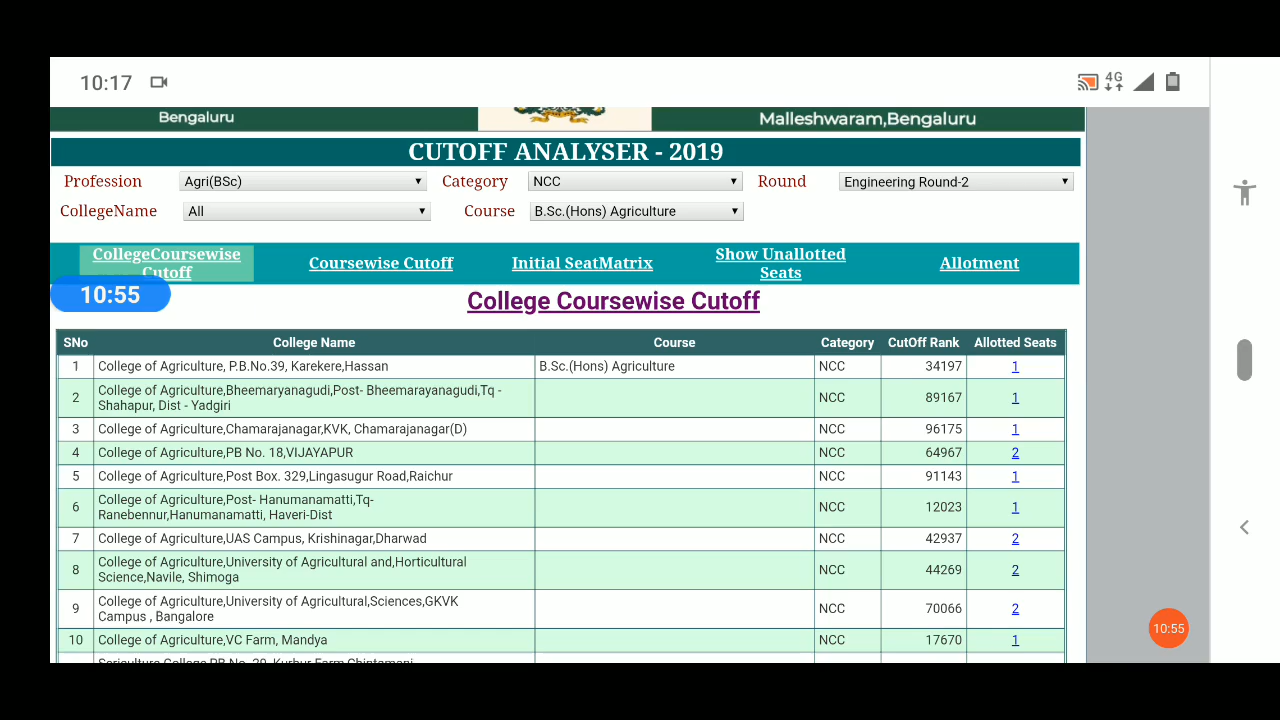 10:17
4G
Bengaluru
Malleshwaram,Bengaluru
CUTOFF ANALYSER - 2019
Profession Agri(BSc) Category NCC Round Engineering Round-2
CollegeName All Course B.Sc.(Hons) Agriculture
CollegeCoursewise Cutoff Coursewise Cutoff Initial SeatMatrix Show Unallotted Seats Allotment
10:55
College Coursewise Cutoff
SNo College Name Course Category CutOff Rank Allotted Seats
1 College of Agriculture, P.B.No.39, Karekere,Hassan B.Sc.(Hons) Agriculture NCC 34197 1
2 College of Agriculture,Bheemaryanagudi,Post- Bheemarayanagudi,Tq -
Shahapur, Dist - Yadgiri NCC 89167 1
3 College of Agriculture,Chamarajanagar,KVK, Chamarajanagar(D) NCC 96175 1
4 College of Agriculture,PB No. 18,VIJAYAPUR NCC 64967 2
5 College of Agriculture,Post Box. 329,Lingasugur Road,Raichur NCC 91143 1
6 College of Agriculture,Post- Hanumanamatti,Tq-
Ranebennur,Hanumanamatti, Haveri-Dist NCC 12023 1
7 College of Agriculture,UAS Campus, Krishinagar,Dharwad NCC 42937 2
8 College of Agriculture,University of Agricultural and,Horticultural
Science,Navile, Shimoga NCC 44269 2
9 College of Agriculture,University of Agricultural,Sciences,GKVK
Campus , Bangalore NCC 70066 2
10 College of Agriculture,VC Farm, Mandya NCC 17670 1
10:55